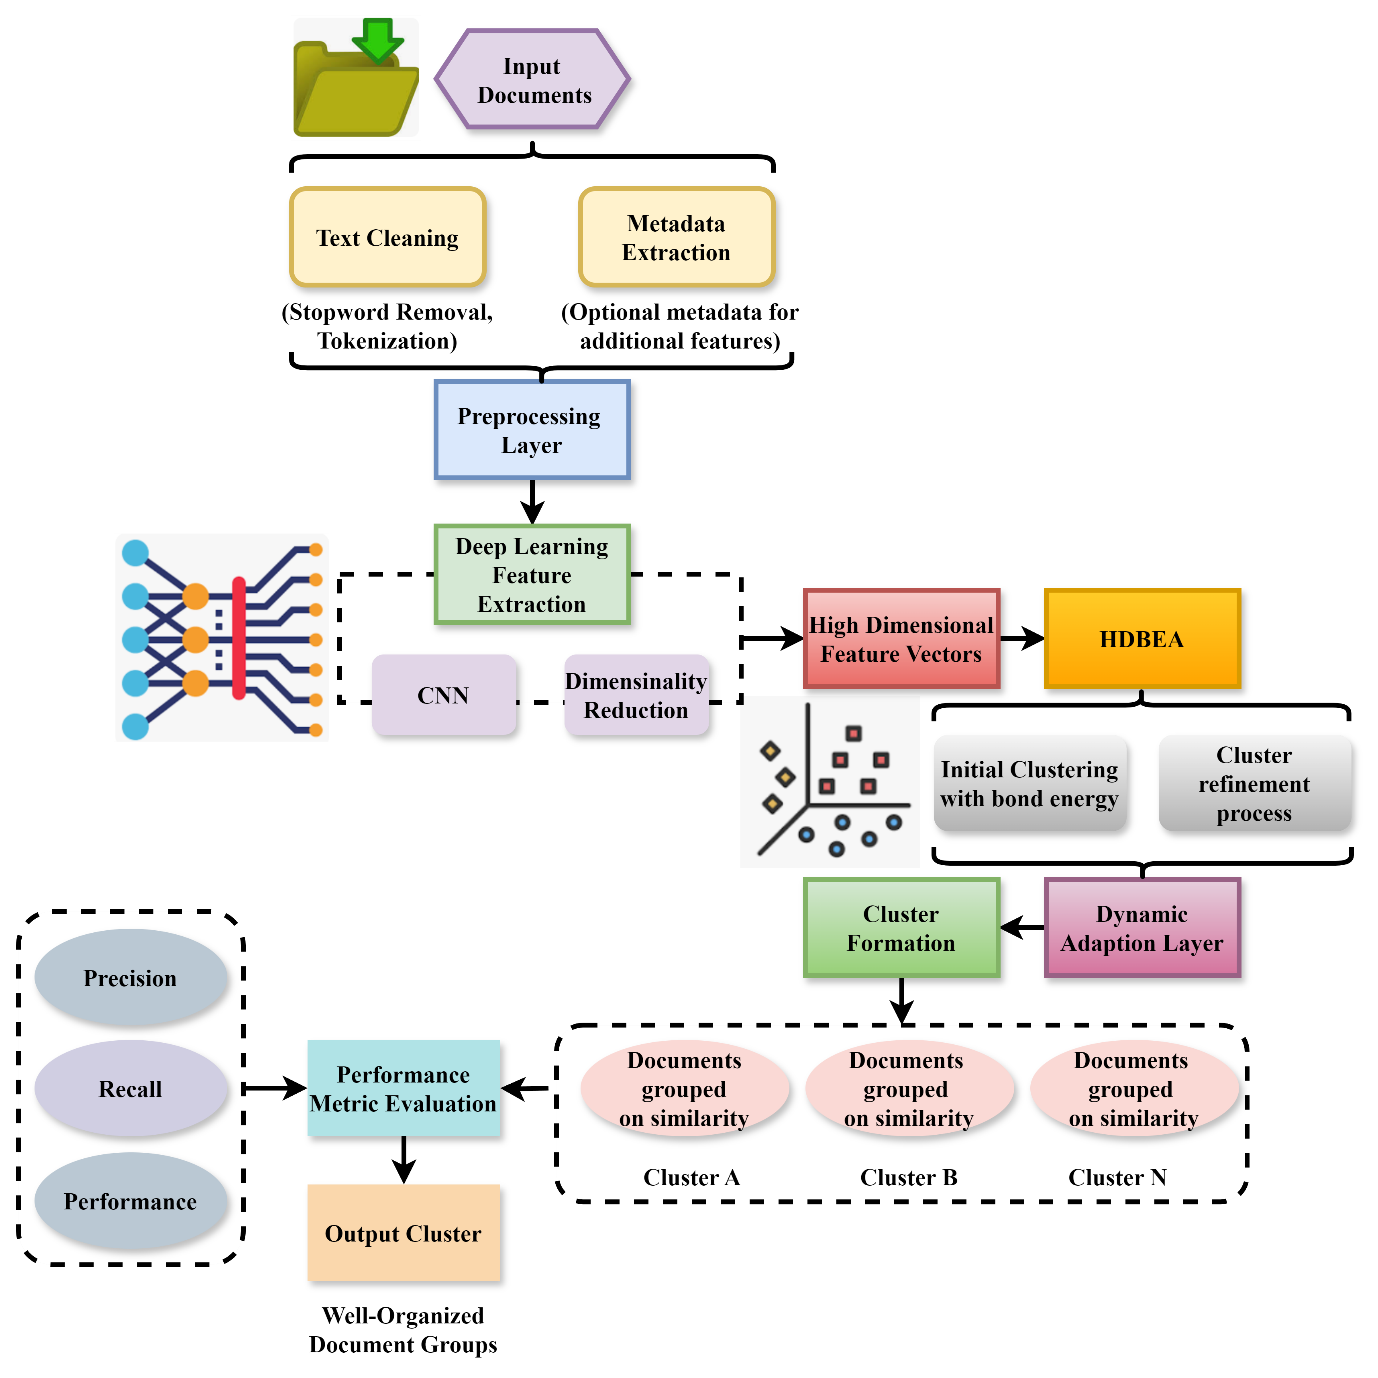 Input
Documents
Text Cleaning
Metadata
Extraction
(Stopword Removal,
Tokenization)
(Optional metadata for
additional features)
Preprocessing
Layer
Deep Learning
Feature
Extraction
CNN
Dimensinality
Reduction
High Dimensional
Feature Vectors
HDBEA
Initial Clustering
with bond energy
Cluster
refinement
process
Cluster
Formation
Dynamic
Adaption Layer
Precision
Recall
Performance
Performance
Metric Evaluation
Documents
grouped
on similarity
Cluster A
Documents
grouped
on similarity
Cluster B
Documents
grouped
on similarity
Cluster N
Output Cluster
Well-Organized
Document Groups